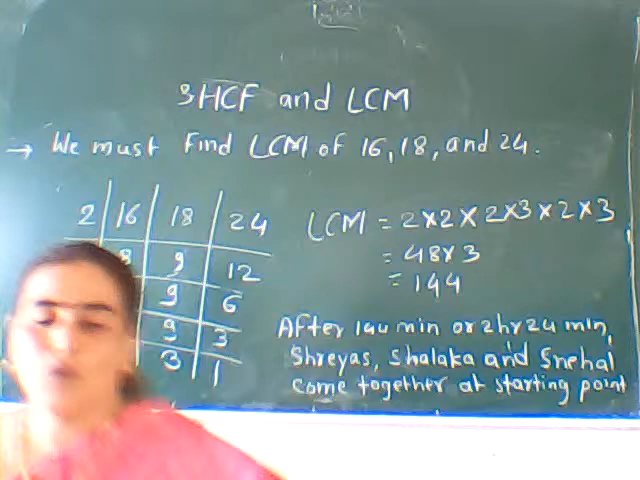 3HCF and LCM
→ We must Find LCM of 16, 18, and 24.
2 16 18 24
8 9 12
9 6
9 3
3 1
LCM = 2×2×2×3×2×3
= 48×3
= 144
After 144 min or 2hr 24 min,
Shreyas, Shalaka and Snehal
come together at starting point